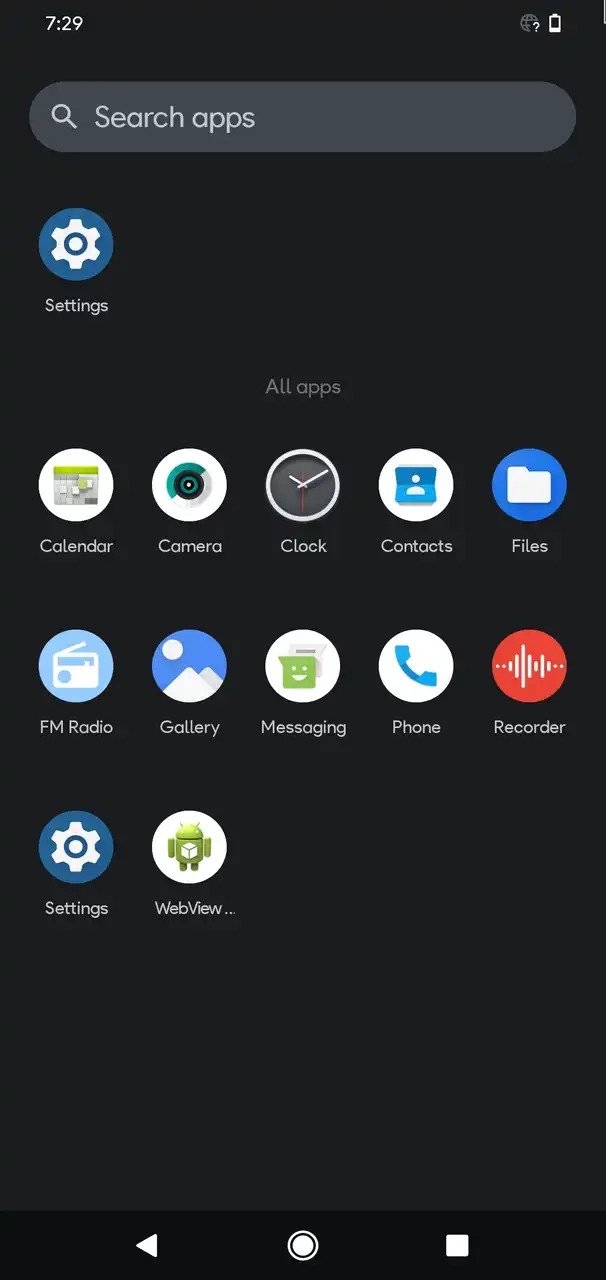 7:29
?
Search apps
Settings
All apps
Calendar Camera Clock Contacts Files
FM Radio Gallery Messaging Phone Recorder
Settings WebView ...